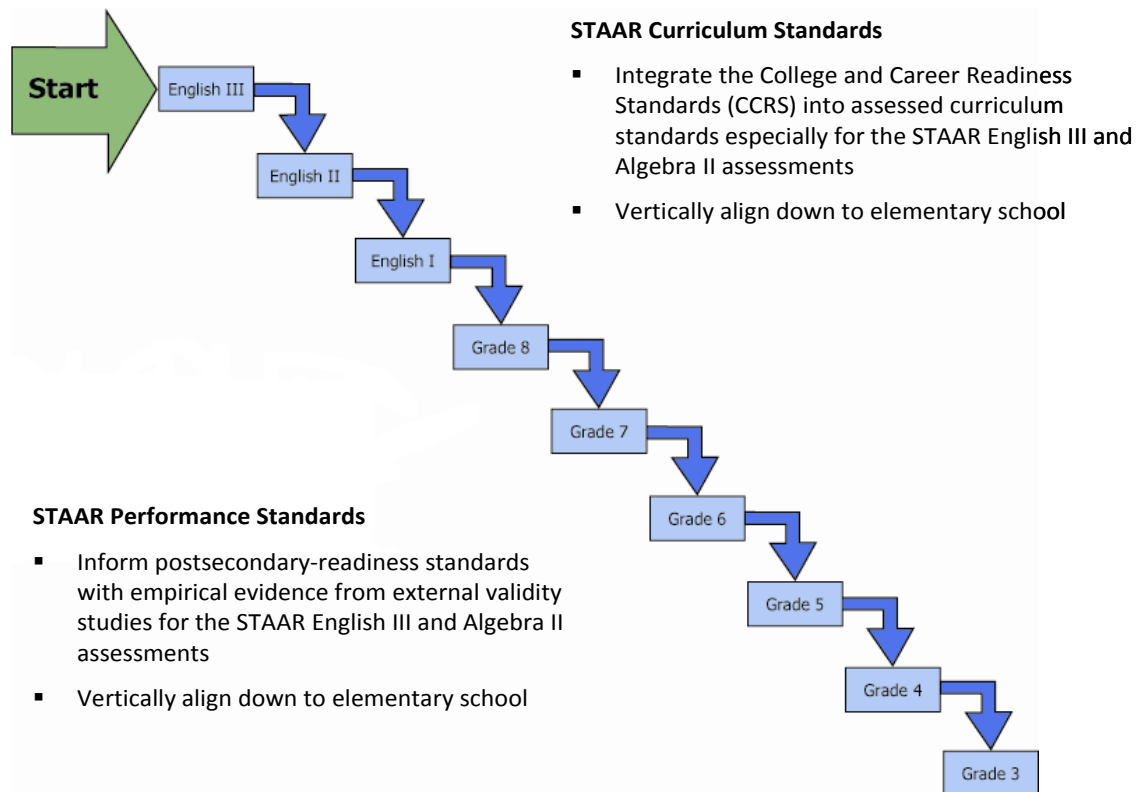 STAAR Curriculum Standards
Start
English III
▪ Integrate the College and Career Readiness
Standards (CCRS) into assessed curriculum
standards especially for the STAAR English III and
Algebra II assessments
English II
▪ Vertically align down to elementary school
English I
Grade 8
Grade 7
STAAR Performance Standards
Grade 6
▪ Inform postsecondary-readiness standards
with empirical evidence from external validity
studies for the STAAR English III and Algebra II
assessments
Grade 5
▪ Vertically align down to elementary school
Grade 4
Grade 3